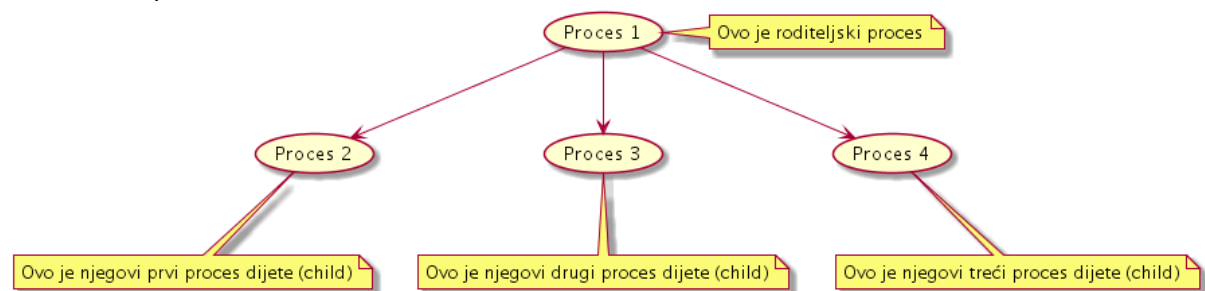 Proces 1
Ovo je roditeljski proces
Proces 2
Proces 3
Proces 4
Ovo je njegovi prvi proces dijete (child)
Ovo je njegovi drugi proces dijete (child)
Ovo je njegovi treći proces dijete (child)